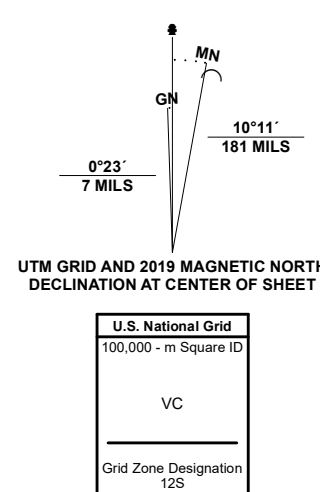 MN
GN
10°11´
181 MILS
0°23´
7 MILS
UTM GRID AND 2019 MAGNETIC NORTH
DECLINATION AT CENTER OF SHEET
U.S. National Grid
100,000 - m Square ID
VC
Grid Zone Designation
12S